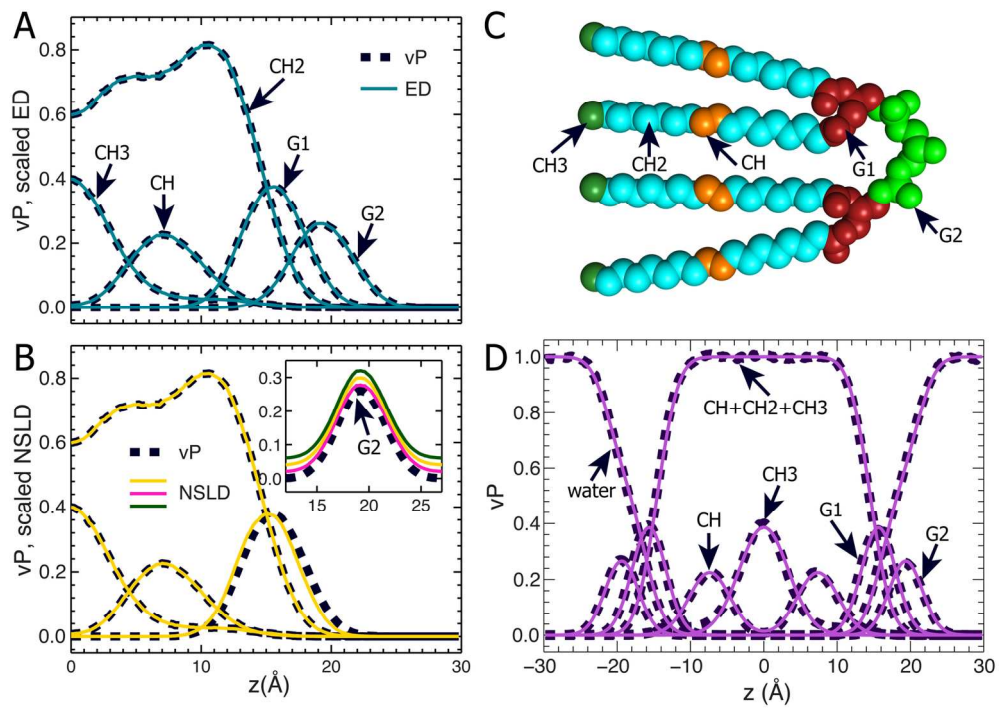 A
vP, scaled ED
0.8
0.6
0.4
0.2
0.0
0
10
20
30
vP
ED
CH2
CH3
CH
G1
G2
B
vP, scaled NSLD
0.8
0.6
0.4
0.2
0.0
0
10
20
30
z(Å)
vP
NSLD
0.3
0.2
0.1
0.0
15
20
25
G2
C
CH3
CH2
CH
G1
G2
D
vP
1.0
0.8
0.6
0.4
0.2
0.0
−30
−20
−10
0
10
20
30
z (Å)
CH+CH2+CH3
water
CH
CH3
G1
G2